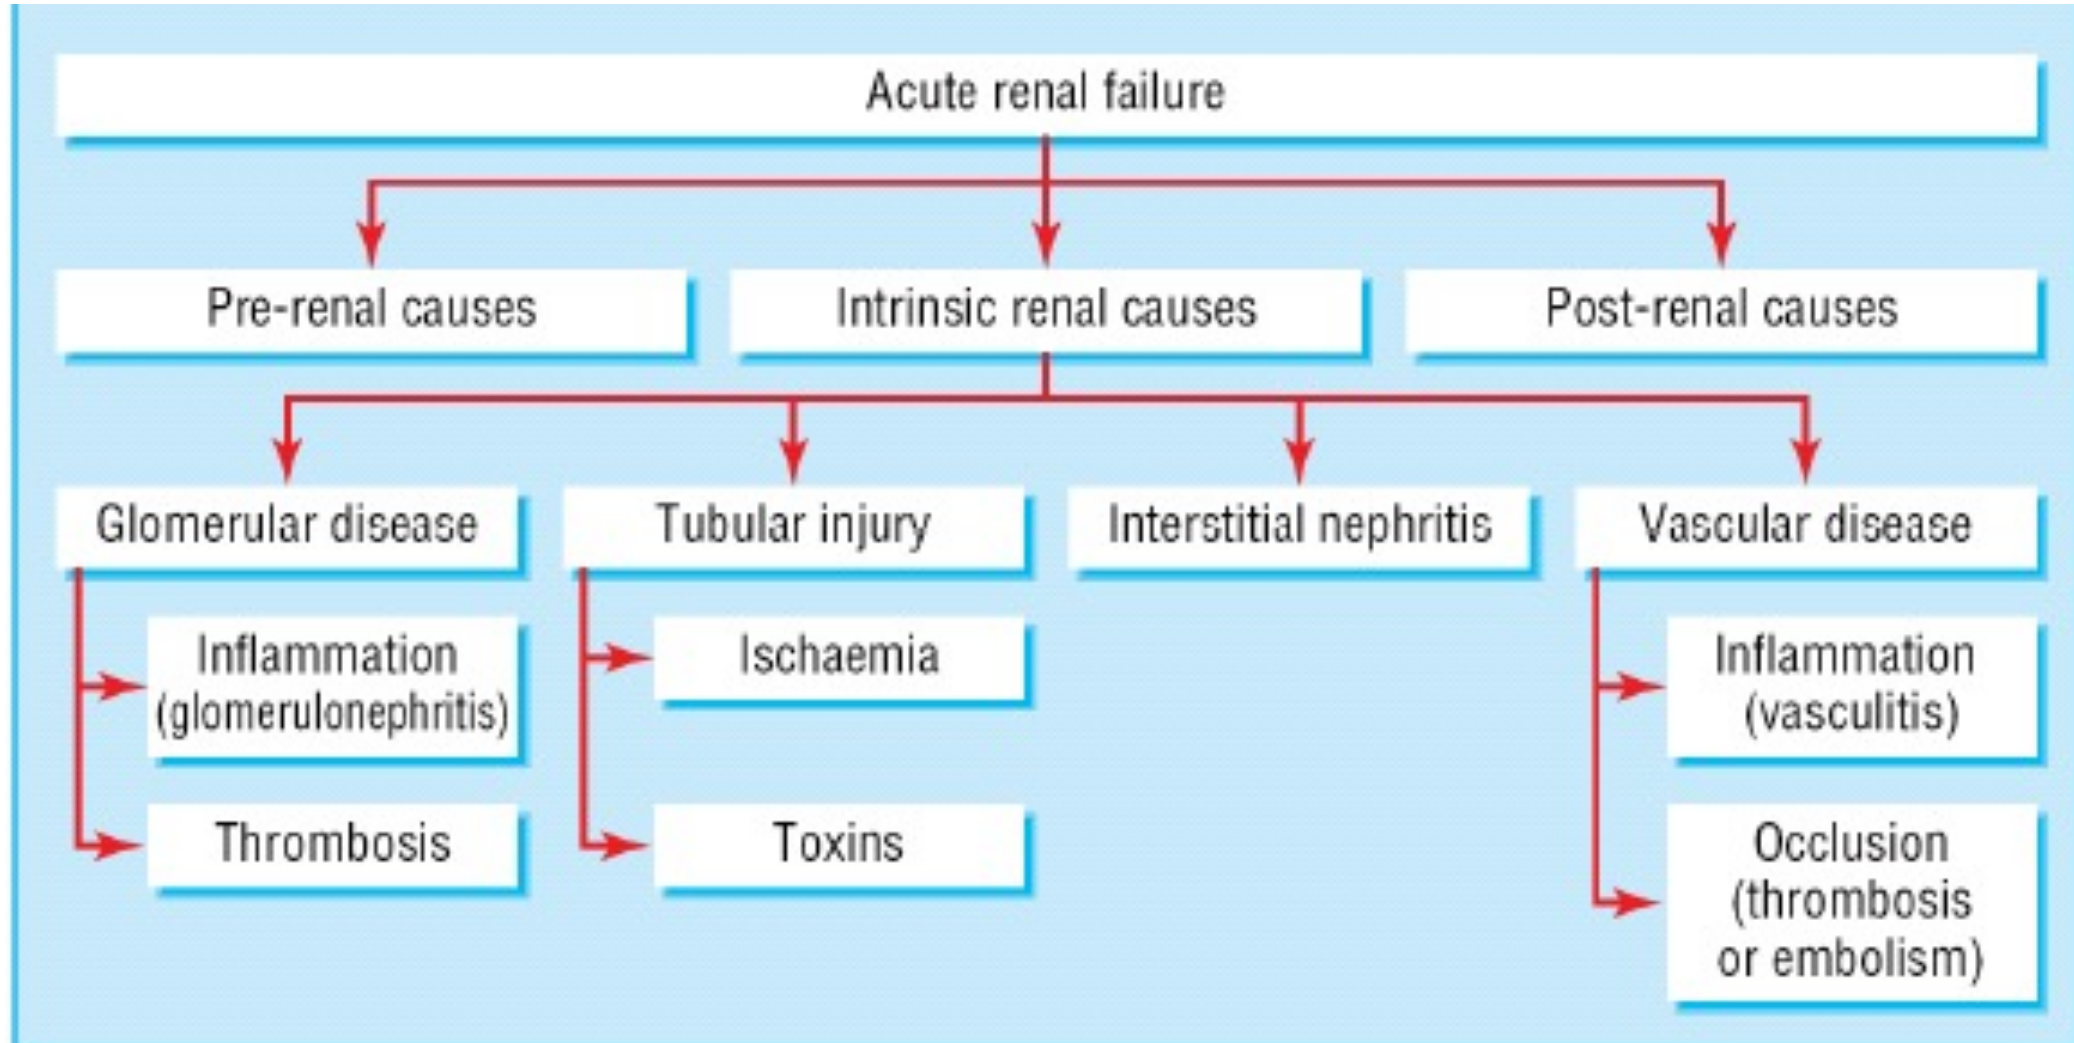 Acute renal failure
Pre-renal causes
Intrinsic renal causes
Post-renal causes
Glomerular disease
Tubular injury
Interstitial nephritis
Vascular disease
Inflammation
(glomerulonephritis)
Thrombosis
Ischaemia
Toxins
Inflammation
(vasculitis)
Occlusion
(thrombosis
or embolism)